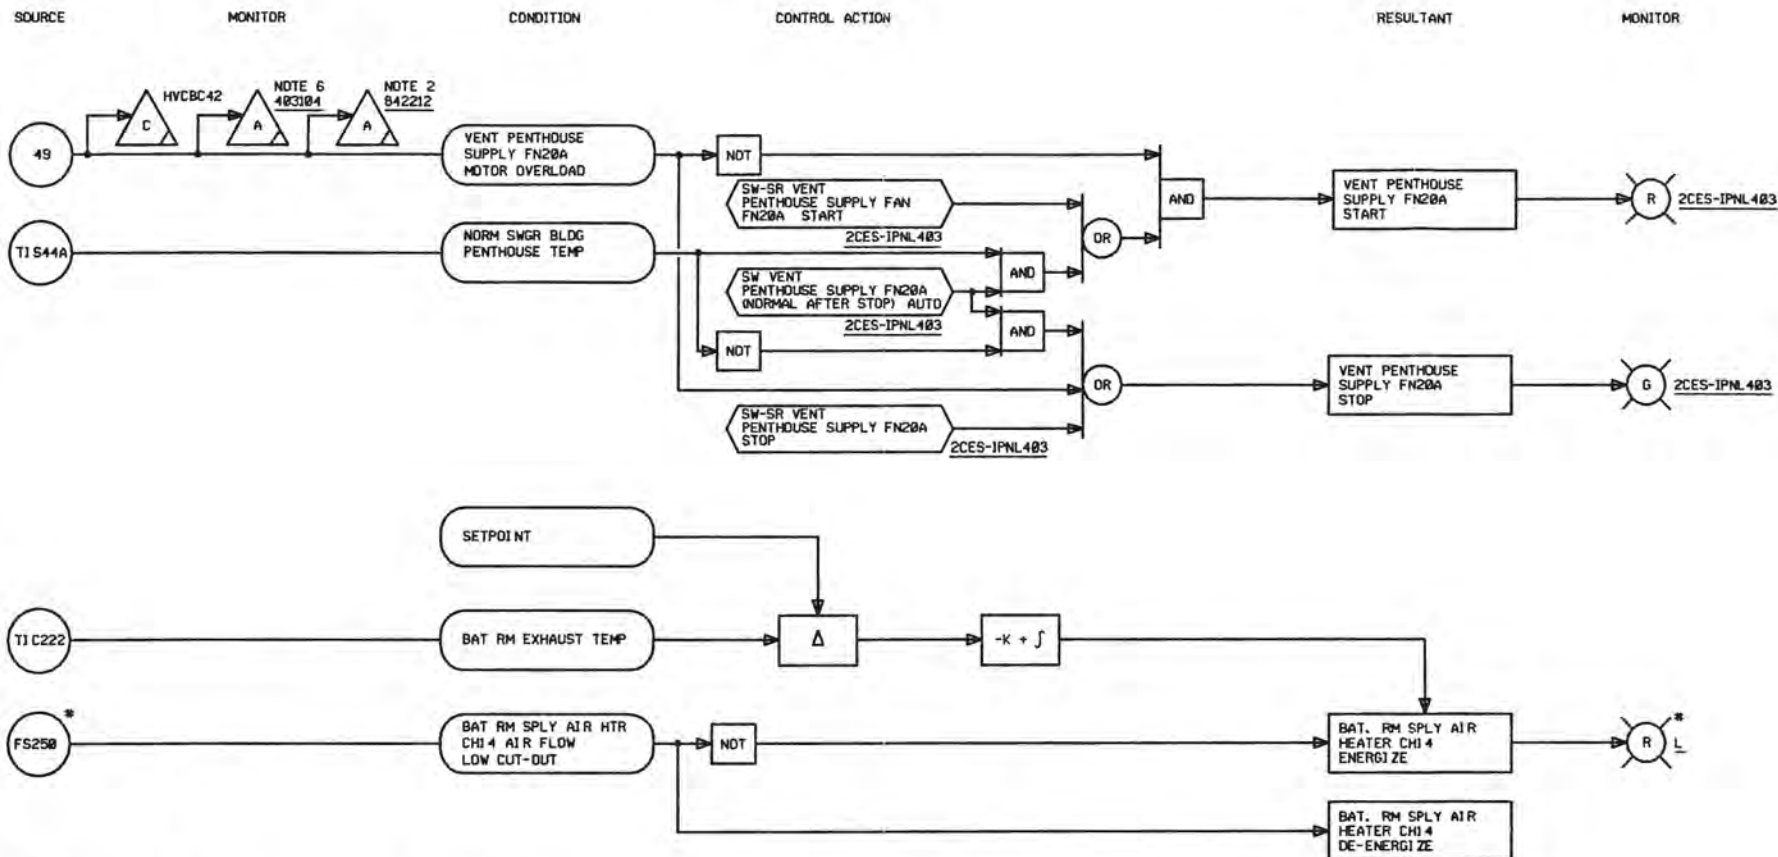 SOURCE MONITOR CONDITION CONTROL ACTION RESULTANT MONITOR
HVCBC42
NOTE 6
403104
NOTE 2
842212
C
A
A
49
VENT PENTHOUSE
SUPPLY FN20A
MOTOR OVERLOAD
NOT
SW-SR VENT
PENTHOUSE SUPPLY FAN
FN20A START
2CES-IPNL403
AND
VENT PENTHOUSE
SUPPLY FN20A
START
R
2CES-IPNL403
OR
TIS44A
NORM SWGR BLDG
PENTHOUSE TEMP
AND
SW VENT
PENTHOUSE SUPPLY FN20A
(NORMAL AFTER STOP) AUTO
2CES-IPNL403
AND
NOT
OR
VENT PENTHOUSE
SUPPLY FN20A
STOP
G
2CES-IPNL403
SW-SR VENT
PENTHOUSE SUPPLY FN20A
STOP
2CES-IPNL403
SETPOINT
TIC222
BAT RM EXHAUST TEMP
Δ
-K + ∫
FS250
*
BAT RM SPLY AIR HTR
CH14 AIR FLOW
LOW CUT-OUT
NOT
BAT. RM SPLY AIR
HEATER CH14
ENERGIZE
R
*
L
BAT. RM SPLY AIR
HEATER CH14
DE-ENERGIZE